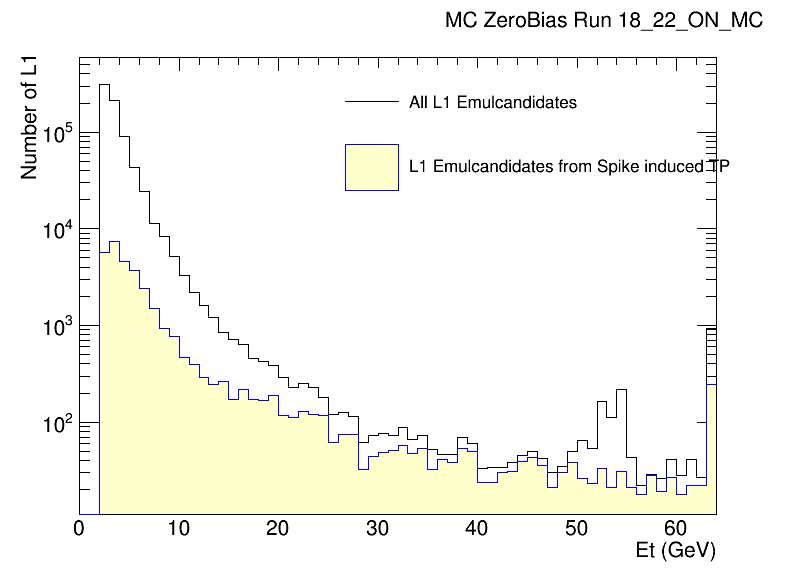 MC ZeroBias Run 18_22_ON_MC
Number of L1
All L1 Emulcandidates
L1 Emulcandidates from Spike induced TP
10^5
10^4
10^3
10^2
0 10 20 30 40 50 60
Et (GeV)